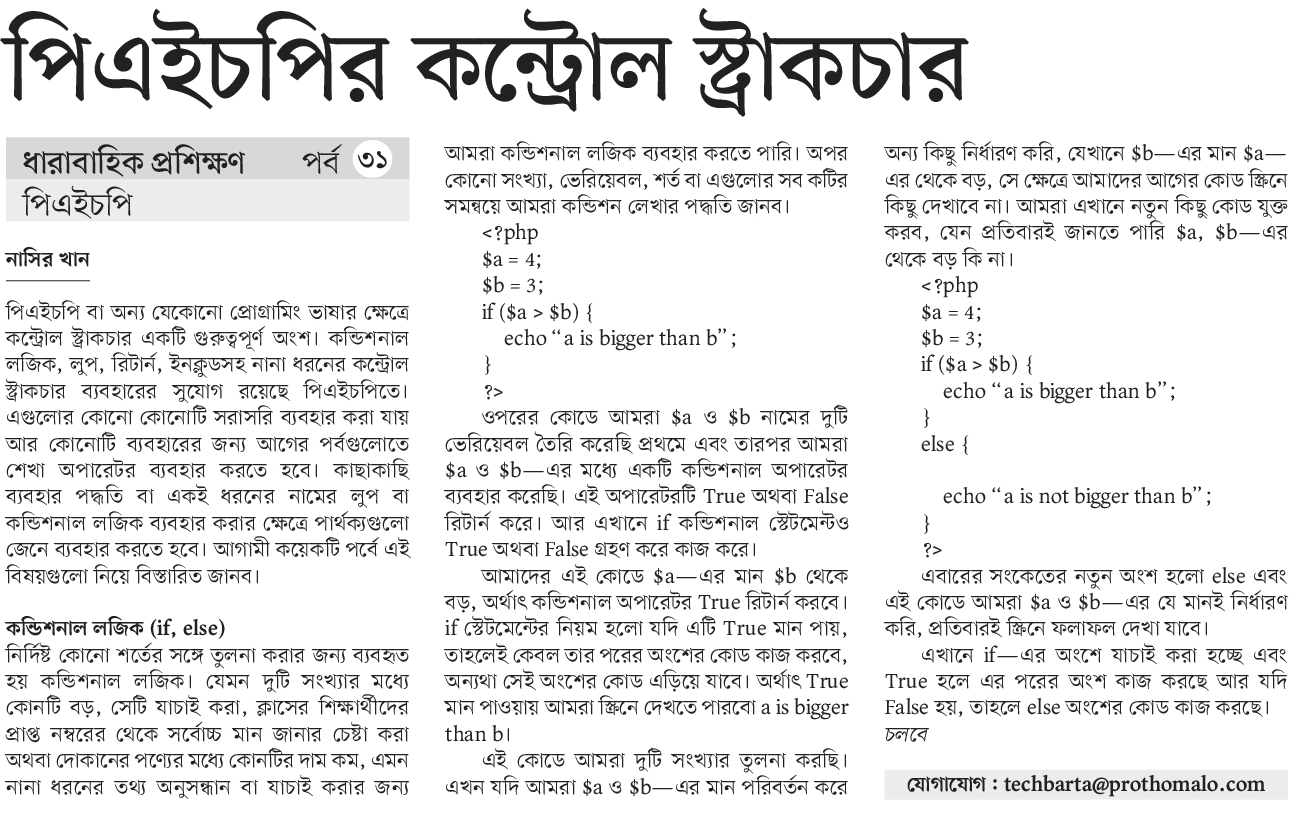 পিএইচপির কন্ট্রোল স্ট্রাকচার
ধারাবাহিক প্রশিক্ষণ পর্ব ৩১
পিএইচপি
নাসির খান
পিএইচপি বা অন্য যেকোনো প্রোগ্রামিং ভাষার ক্ষেত্রে
কন্ট্রোল স্ট্রাকচার একটি গুরুত্বপূর্ণ অংশ। কন্ডিশনাল
লজিক, লুপ, রিটার্ন, ইনক্লুডসহ নানা ধরনের কন্ট্রোল
স্ট্রাকচার ব্যবহারের সুযোগ রয়েছে পিএইচপিতে।
এগুলোর কোনো কোনোটি সরাসরি ব্যবহার করা যায়
আর কোনোটি ব্যবহারের জন্য আগের পর্বগুলোতে
শেখা অপারেটর ব্যবহার করতে হবে। কাছাকাছি
ব্যবহার পদ্ধতি বা একই ধরনের নামের লুপ বা
কন্ডিশনাল লজিক ব্যবহার করার ক্ষেত্রে পার্থক্যগুলো
জেনে ব্যবহার করতে হবে। আগামী কয়েকটি পর্বে এই
বিষয়গুলো নিয়ে বিস্তারিত জানব।
কন্ডিশনাল লজিক (if, else)
নির্দিষ্ট কোনো শর্তের সঙ্গে তুলনা করার জন্য ব্যবহৃত
হয় কন্ডিশনাল লজিক। যেমন দুটি সংখ্যার মধ্যে
কোনটি বড়, সেটি যাচাই করা, ক্লাসের শিক্ষার্থীদের
প্রাপ্ত নম্বরের থেকে সর্বোচ্চ মান জানার চেষ্টা করা
অথবা দোকানের পণ্যের মধ্যে কোনটির দাম কম, এমন
নানা ধরনের তথ্য অনুসন্ধান বা যাচাই করার জন্য
আমরা কন্ডিশনাল লজিক ব্যবহার করতে পারি। অপর
কোনো সংখ্যা, ভেরিয়েবল, শর্ত বা এগুলোর সব কটির
সমন্বয়ে আমরা কন্ডিশন লেখার পদ্ধতি জানব।
<?php
$a = 4;
$b = 3;
if ($a > $b) {
echo “a is bigger than b”;
}
?>
ওপরের কোডে আমরা $a ও $b নামের দুটি
ভেরিয়েবল তৈরি করেছি প্রথমে এবং তারপর আমরা
$a ও $b—এর মধ্যে একটি কন্ডিশনাল অপারেটর
ব্যবহার করেছি। এই অপারেটরটি True অথবা False
রিটার্ন করে। আর এখানে if কন্ডিশনাল স্টেটমেন্টও
True অথবা False গ্রহণ করে কাজ করে।
আমাদের এই কোডে $a—এর মান $b থেকে
বড়, অর্থাৎ কন্ডিশনাল অপারেটর True রিটার্ন করবে।
if স্টেটমেন্টের নিয়ম হলো যদি এটি True মান পায়,
তাহলেই কেবল তার পরের অংশের কোড কাজ করবে,
অন্যথা সেই অংশের কোড এড়িয়ে যাবে। অর্থাৎ True
মান পাওয়ায় আমরা স্ক্রিনে দেখতে পারবো a is bigger
than b।
এই কোডে আমরা দুটি সংখ্যার তুলনা করছি।
এখন যদি আমরা $a ও $b—এর মান পরিবর্তন করে
অন্য কিছু নির্ধারণ করি, যেখানে $b—এর মান $a—
এর থেকে বড়, সে ক্ষেত্রে আমাদের আগের কোড স্ক্রিনে
কিছু দেখাবে না। আমরা এখানে নতুন কিছু কোড যুক্ত
করব, যেন প্রতিবারই জানতে পারি $a, $b—এর
থেকে বড় কি না।
<?php
$a = 4;
$b = 3;
if ($a > $b) {
echo “a is bigger than b”;
}
else {
echo “a is not bigger than b”;
}
?>
এবারের সংকেতের নতুন অংশ হলো else এবং
এই কোডে আমরা $a ও $b—এর যে মানই নির্ধারণ
করি, প্রতিবারই স্ক্রিনে ফলাফল দেখা যাবে।
এখানে if—এর অংশে যাচাই করা হচ্ছে এবং
True হলে এর পরের অংশ কাজ করছে আর যদি
False হয়, তাহলে else অংশের কোড কাজ করছে।
চলবে
যোগাযোগ : techbarta@prothomalo.com